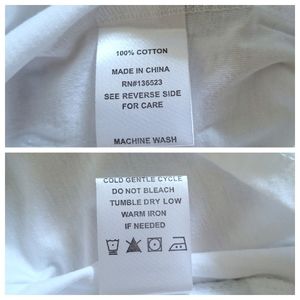 100% COTTON
MADE IN CHINA
RN#136523
SEE REVERSE SIDE
FOR CARE
MACHINE WASH
COLD GENTLE CYCLE
DO NOT BLEACH
TUMBLE DRY LOW
WARM IRON
IF NEEDED